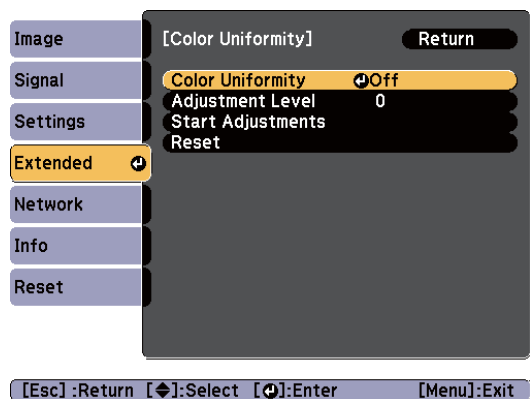 Image
Signal
Settings
Extended
Network
Info
Reset
[Color Uniformity] Return
Color Uniformity Off
Adjustment Level 0
Start Adjustments
Reset
[Esc] :Return [ ]:Select [ ]:Enter [Menu]:Exit